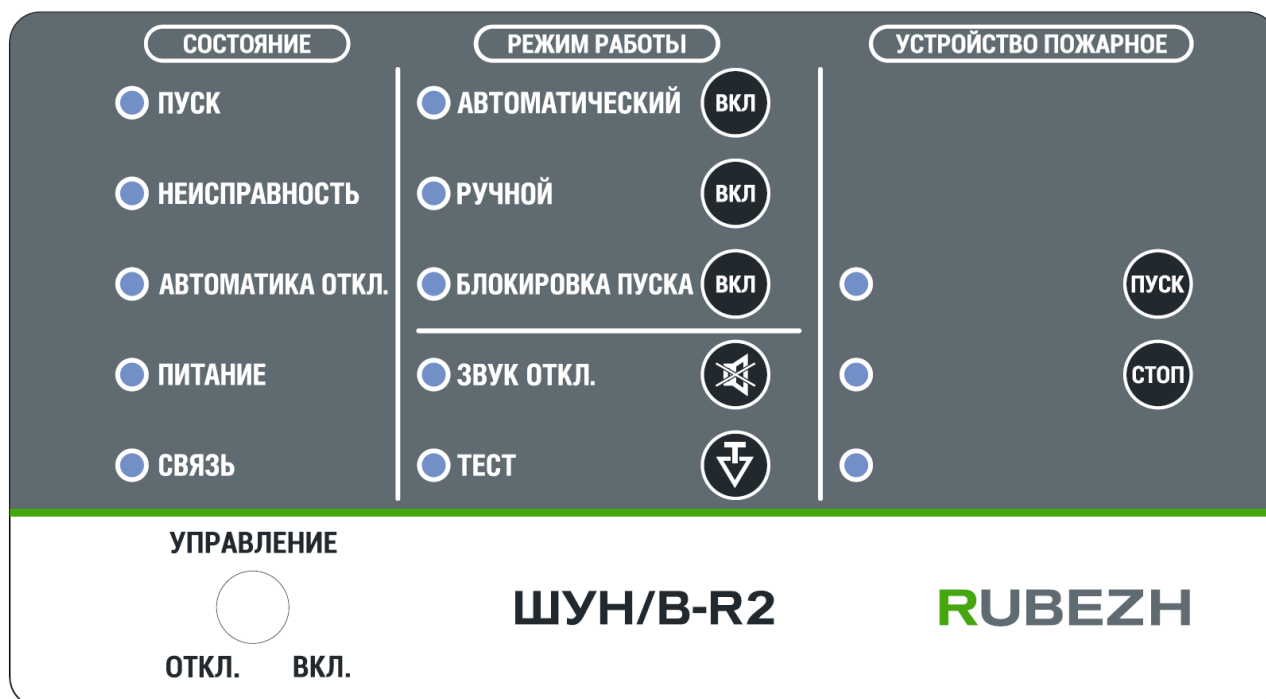 СОСТОЯНИЕ
РЕЖИМ РАБОТЫ
УСТРОЙСТВО ПОЖАРНОЕ
ПУСК
АВТОМАТИЧЕСКИЙ
ВКЛ
НЕИСПРАВНОСТЬ
РУЧНОЙ
ВКЛ
АВТОМАТИКА ОТКЛ.
БЛОКИРОВКА ПУСКА
ВКЛ
ПУСК
ПИТАНИЕ
ЗВУК ОТКЛ.
СТОП
СВЯЗЬ
ТЕСТ
Т
УПРАВЛЕНИЕ
ОТКЛ.
ВКЛ.
ШУН/В-R2
RUBEZH